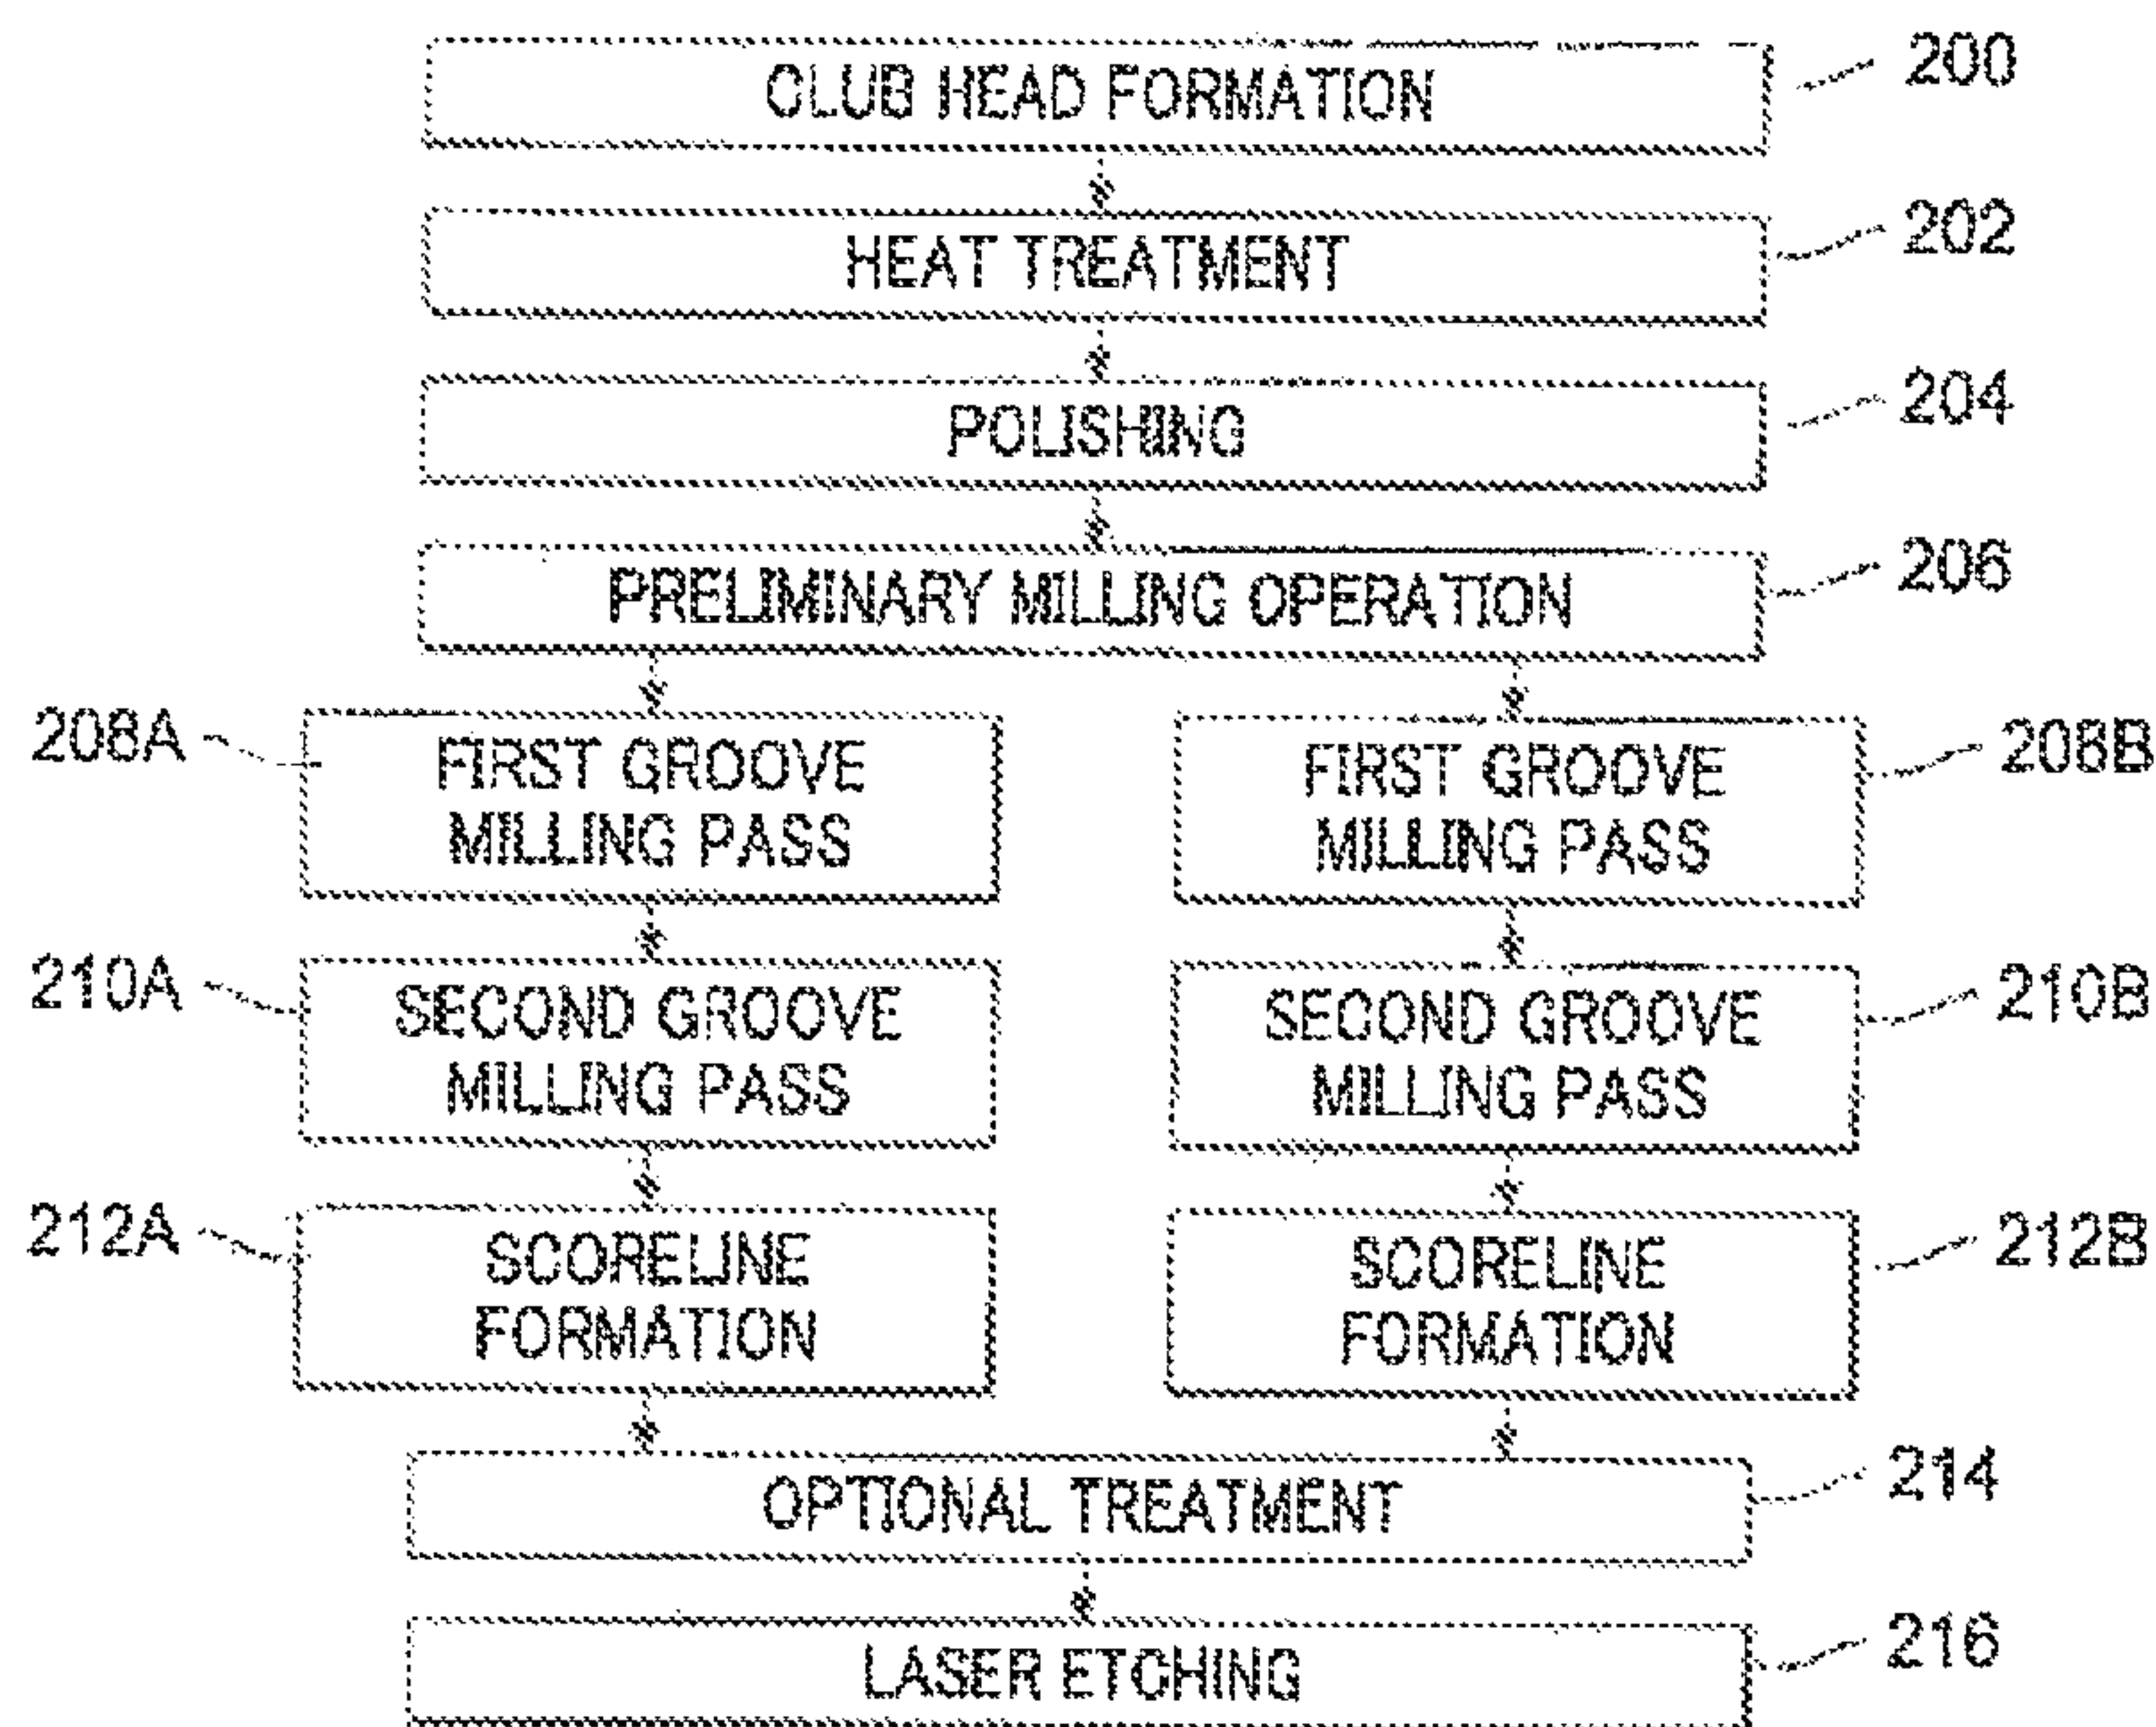 CLUB HEAD FORMATION
200
HEAT TREATMENT
202
POLISHING
204
PRELIMINARY MILLING OPERATION
206
208A
FIRST GROOVE
MILLING PASS
FIRST GROOVE
MILLING PASS
208B
210A
SECOND GROOVE
MILLING PASS
SECOND GROOVE
MILLING PASS
210B
212A
SCORELINE
FORMATION
SCORELINE
FORMATION
212B
OPTIONAL TREATMENT
214
LASER ETCHING
216